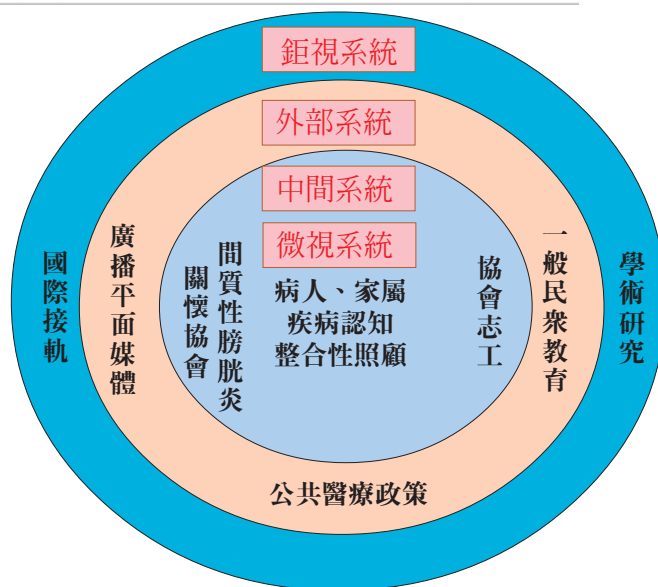 鉅視系統
外部系統
中間系統
微視系統
國際接軌
廣播平面媒體
關懷協會
間質性膀胱炎
病人、家屬
疾病認知
整合性照顧
協會志工
一般民眾教育
學術研究
公共醫療政策